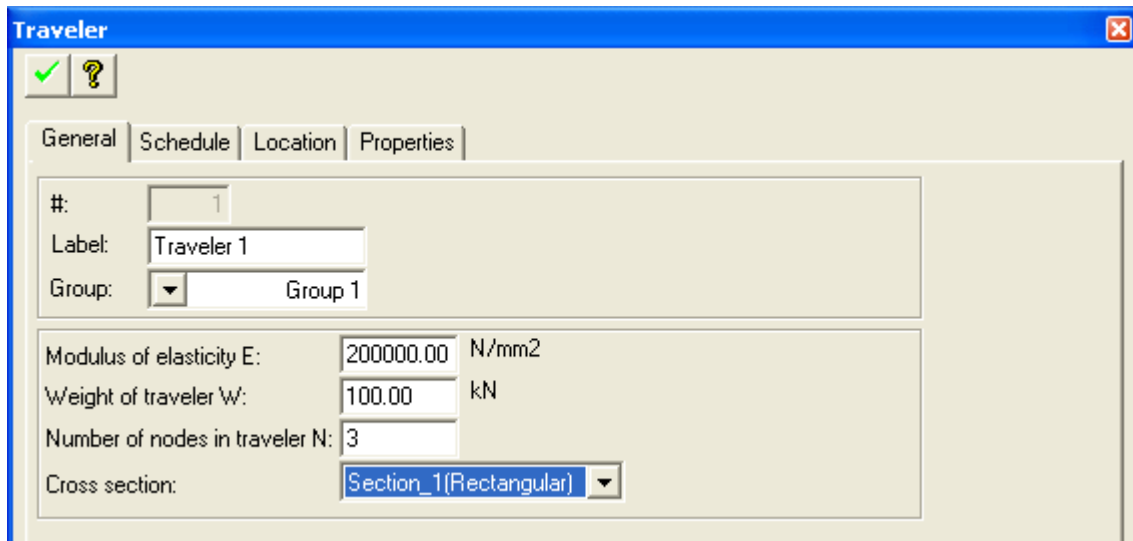 Traveler
General Schedule Location Properties
#: 1
Label: Traveler 1
Group: Group 1
Modulus of elasticity E: 200000.00 N/mm2
Weight of traveler W: 100.00 kN
Number of nodes in traveler N: 3
Cross section: Section_1(Rectangular)